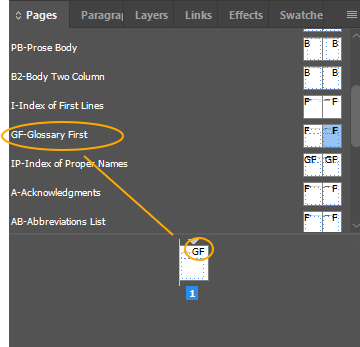 Pages Paragra Layers Links Effects Swatche
PB-Prose Body B B
B2-Body Two Column B B
I-Index of First Lines F F
GF-Glossary First F F
IP-Index of Proper Names GF GF
A-Acknowledgments F F
AB-Abbreviations List F F
GF
1